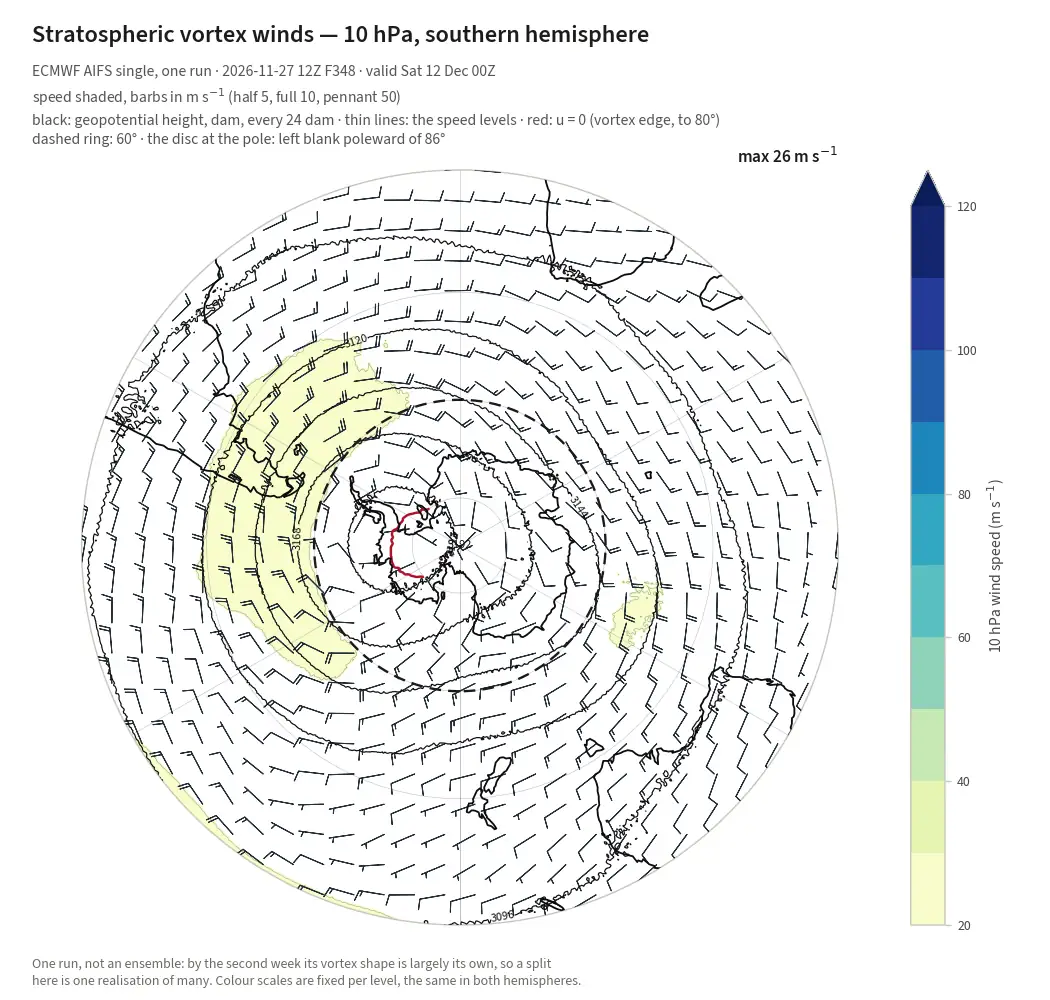 Stratospheric vortex winds — 10 hPa, southern hemisphere
ECMWF AIFS single, one run · 2026-11-27 12Z F348 · valid Sat 12 Dec 00Z
speed shaded, barbs in m s⁻¹ (half 5, full 10, pennant 50)
black: geopotential height, dam, every 24 dam · thin lines: the speed levels · red: u = 0 (vortex edge, to 80°)
dashed ring: 60° · the disc at the pole: left blank poleward of 86°
max 26 m s⁻¹
120
100
80
60
40
20
10 hPa wind speed (m s⁻¹)
3120
3144
3168
3096
One run, not an ensemble: by the second week its vortex shape is largely its own, so a split
here is one realisation of many. Colour scales are fixed per level, the same in both hemispheres.